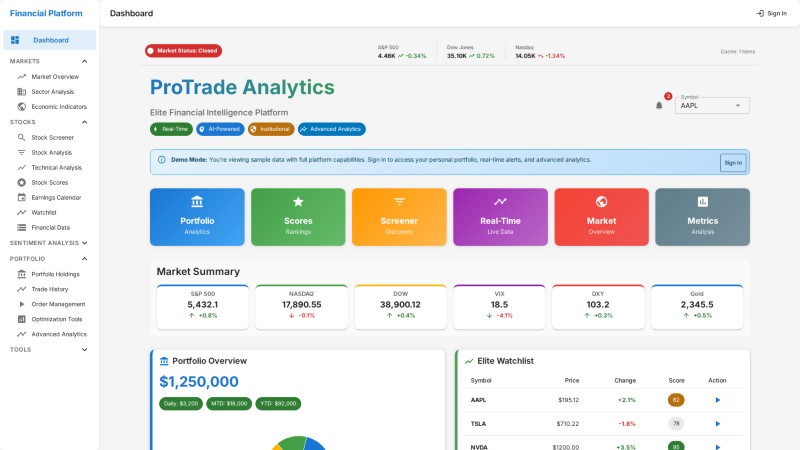 Financial Platform
Dashboard
MARKETS
Market Overview
Sector Analysis
Economic Indicators
STOCKS
Stock Screener
Stock Analysis
Technical Analysis
Stock Scores
Earnings Calendar
Watchlist
Financial Data
SENTIMENT ANALYSIS
PORTFOLIO
Portfolio Holdings
Trade History
Order Management
Optimization Tools
Advanced Analytics
TOOLS
Dashboard
Sign In
Market Status: Closed
S&P 500
4.46K -0.34%
Dow Jones
35.10K 0.72%
Nasdaq
14.05K -1.34%
Cache: 1 items
ProTrade Analytics
Elite Financial Intelligence Platform
Real-Time
AI-Powered
Institutional
Advanced Analytics
2
Symbol
AAPL
Demo Mode: You're viewing sample data with full platform capabilities. Sign in to access your personal portfolio, real-time alerts, and advanced analytics.
Sign In
Portfolio
Analytics
Scores
Rankings
Screener
Discovery
Real-Time
Live Data
Market
Overview
Metrics
Analysis
Market Summary
S&P 500
5,432.1
+0.8%
NASDAQ
17,890.55
-0.1%
DOW
38,900.12
+0.4%
VIX
18.5
-4.1%
DXY
103.2
+0.3%
Gold
2,345.5
+0.5%
Portfolio Overview
$1,250,000
Daily: $3,200
MTD: $18,000
YTD: $92,000
Elite Watchlist
Symbol Price Change Score Action
AAPL $195.12 +2.1% 82
TSLA $710.22 -1.8% 78
NVDA $1200.00 +3.5% 95